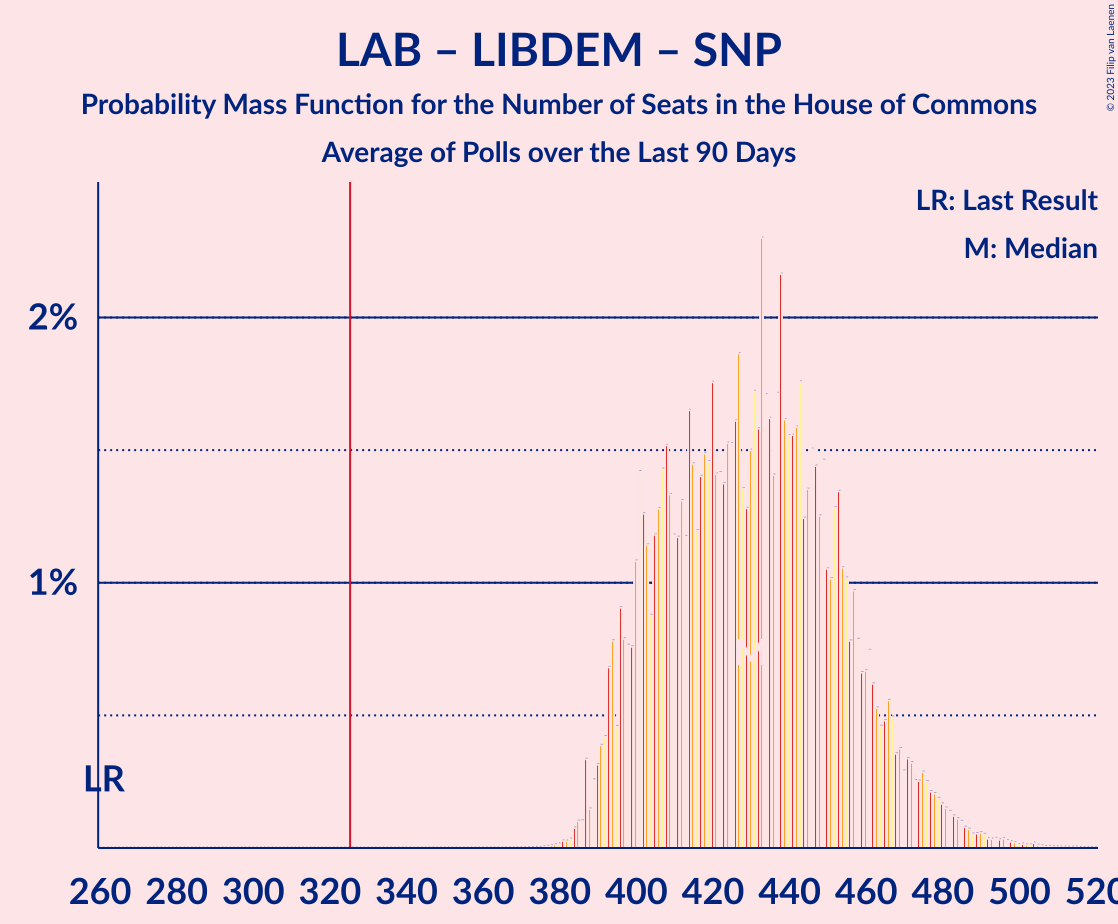 LAB – LIBDEM – SNP
Probability Mass Function for the Number of Seats in the House of Commons
Average of Polls over the Last 90 Days
© 2023 Filip van Laenen
LR: Last Result
M: Median
2%
1%
LR
M
260 280 300 320 340 360 380 400 420 440 460 480 500 520